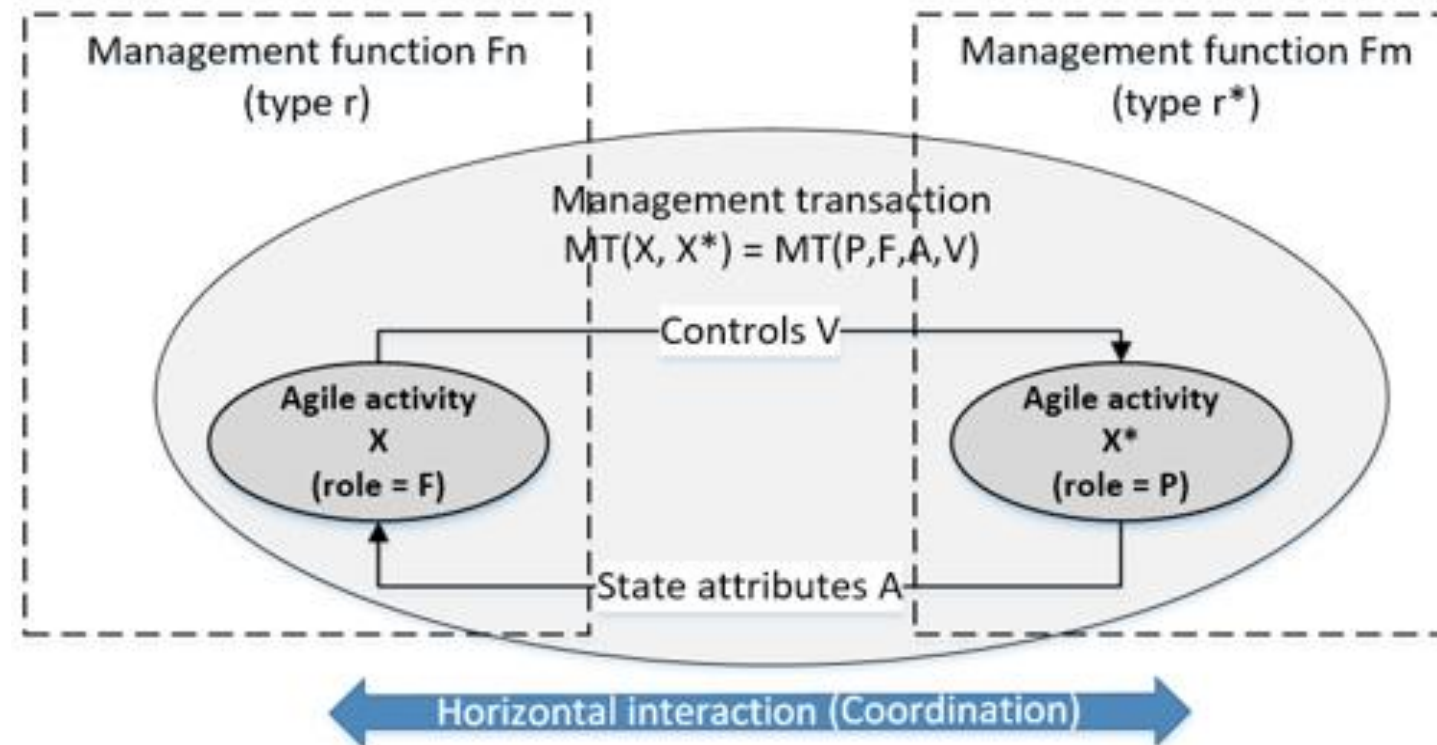 Management function Fn
(type r)
Management function Fm
(type r*)
Management transaction
MT(X, X*) = MT(P,F,A,V)
Controls V
Agile activity
X
(role = F)
Agile activity
X*
(role = P)
State attributes A
Horizontal interaction (Coordination)